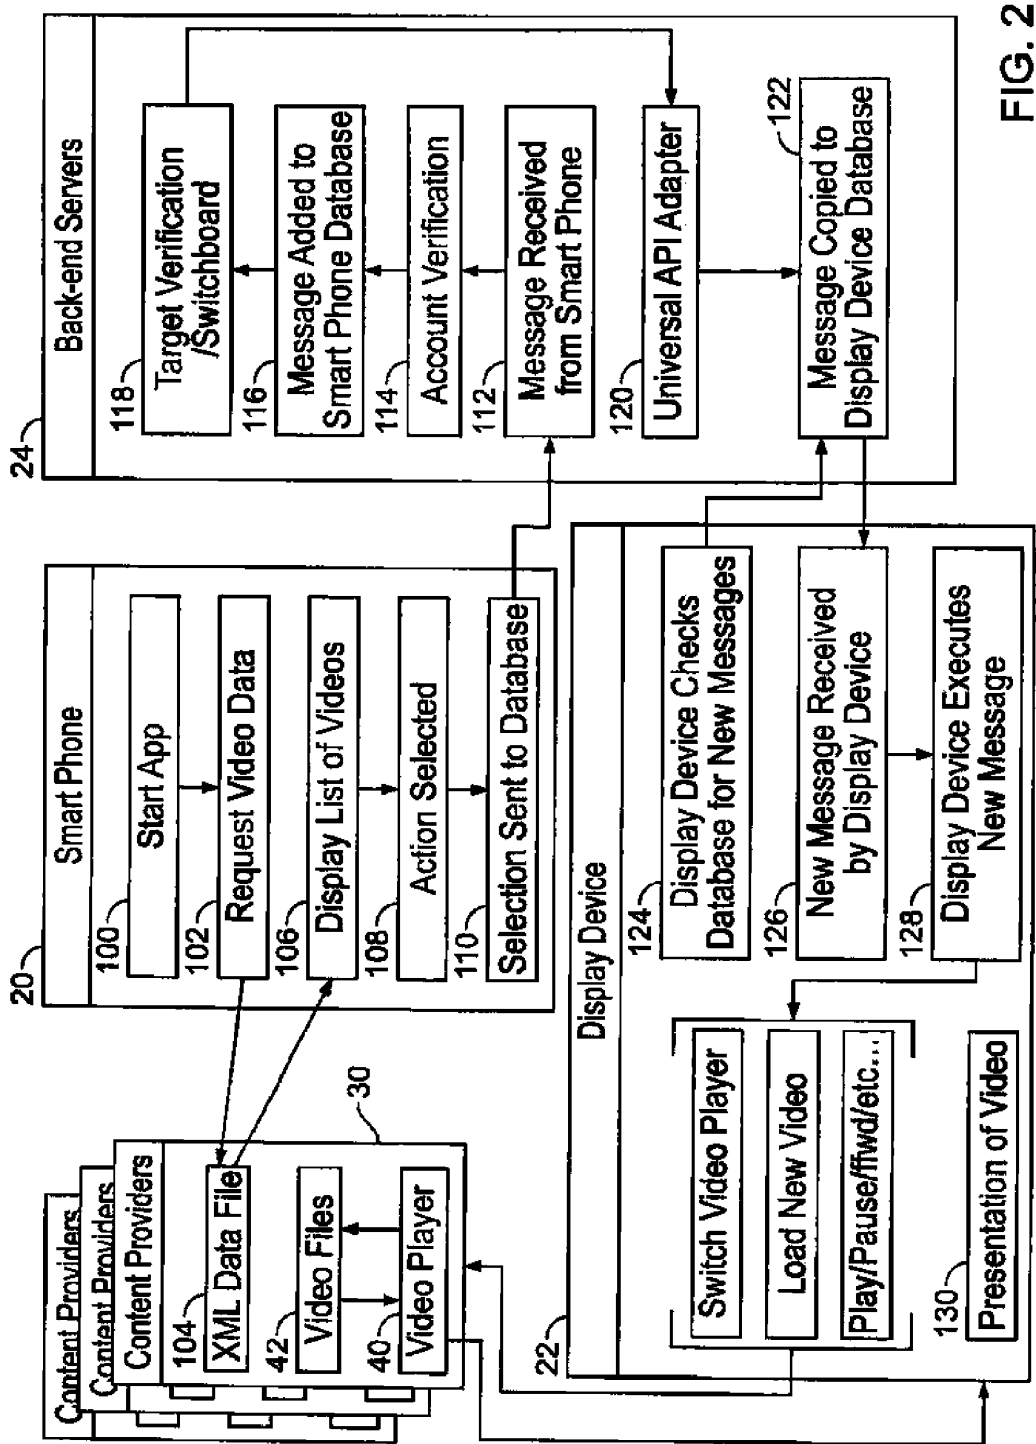 Content Providers
Content Providers
Content Providers
104
XML Data File
42
Video Files
40
Video Player
30
20
Smart Phone
100
Start App
102
Request Video Data
106
Display List of Videos
108
Action Selected
110
Selection Sent to Database
24
Back-end Servers
118
Target Verification
/Switchboard
116
Message Added to
Smart Phone Database
114
Account Verification
112
Message Received
from Smart Phone
120
Universal API Adapter
122
Message Copied to
Display Device Database
22
Display Device
124
Display Device Checks
Database for New Messages
126
New Message Received
by Display Device
128
Display Device Executes
New Message
Switch Video Player
Load New Video
Play/Pause/ffwd/etc...
130
Presentation of Video
FIG. 2